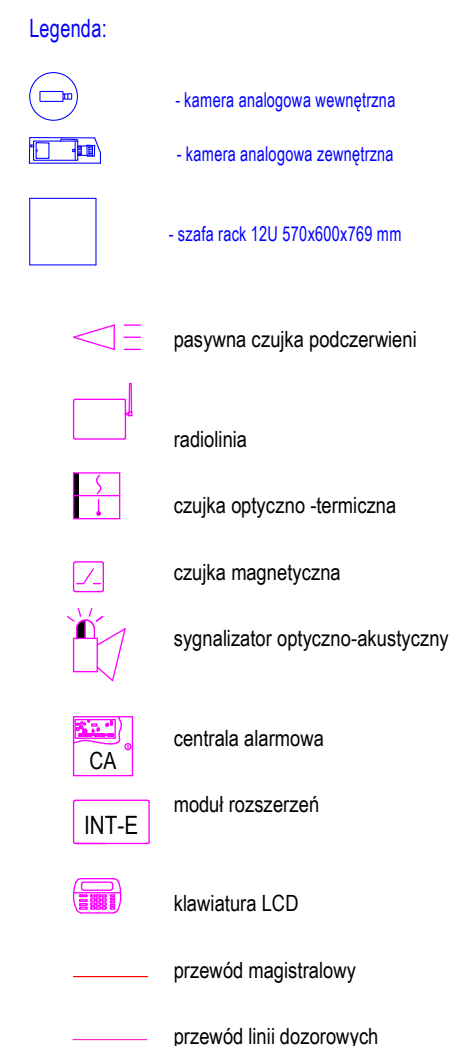 Legenda:
- kamera analogowa wewnętrzna
- kamera analogowa zewnętrzna
- szafa rack 12U 570x600x769 mm
pasywna czujka podczerwieni
radiolinia
czujka optyczno -termiczna
czujka magnetyczna
sygnalizator optyczno-akustyczny
centrala alarmowa
CA
moduł rozszerzeń
INT-E
klawiatura LCD
przewód magistralowy
przewód linii dozorowych